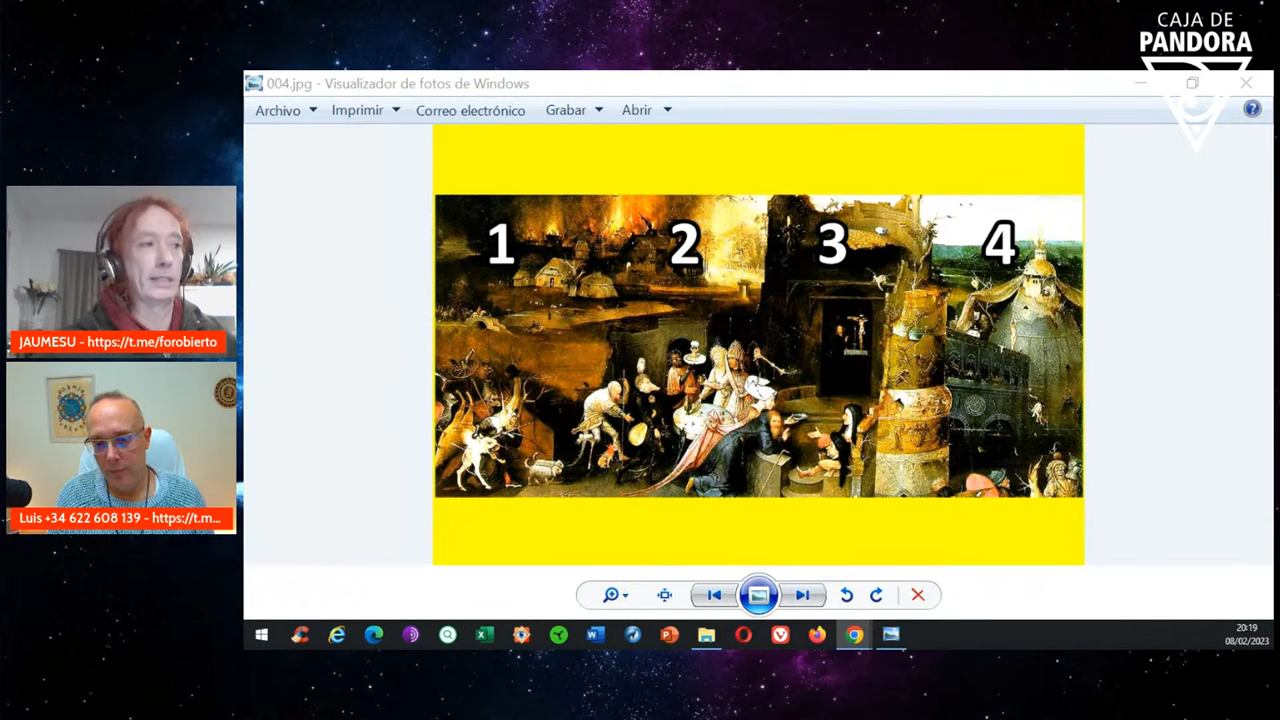 CAJA DE
PANDORA
004.jpg - Visualizador de fotos de Windows
Archivo Imprimir Correo electrónico Grabar Abrir
?
1 2 3 4
JAUMESU - https://t.me/forobierto
Luis +34 622 608 139 - https://t.m...
20:19
08/02/2023